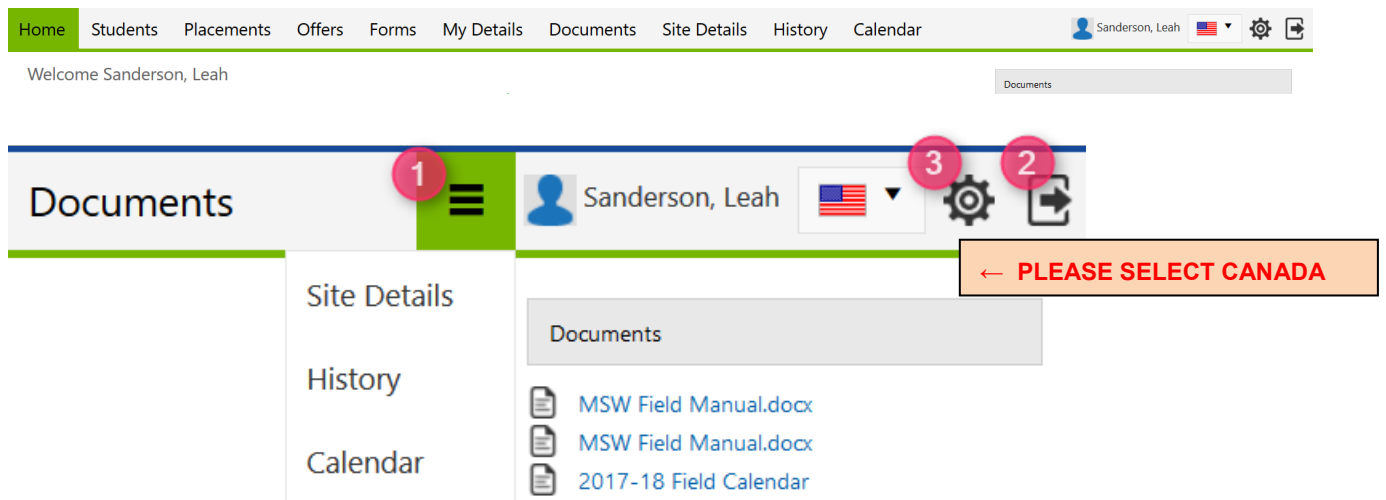 Home Students Placements Offers Forms My Details Documents Site Details History Calendar Sanderson, Leah
Welcome Sanderson, Leah
Documents
Documents 1 Sanderson, Leah 3 2
← PLEASE SELECT CANADA
Site Details
History
Calendar
Documents
MSW Field Manual.docx
MSW Field Manual.docx
2017-18 Field Calendar